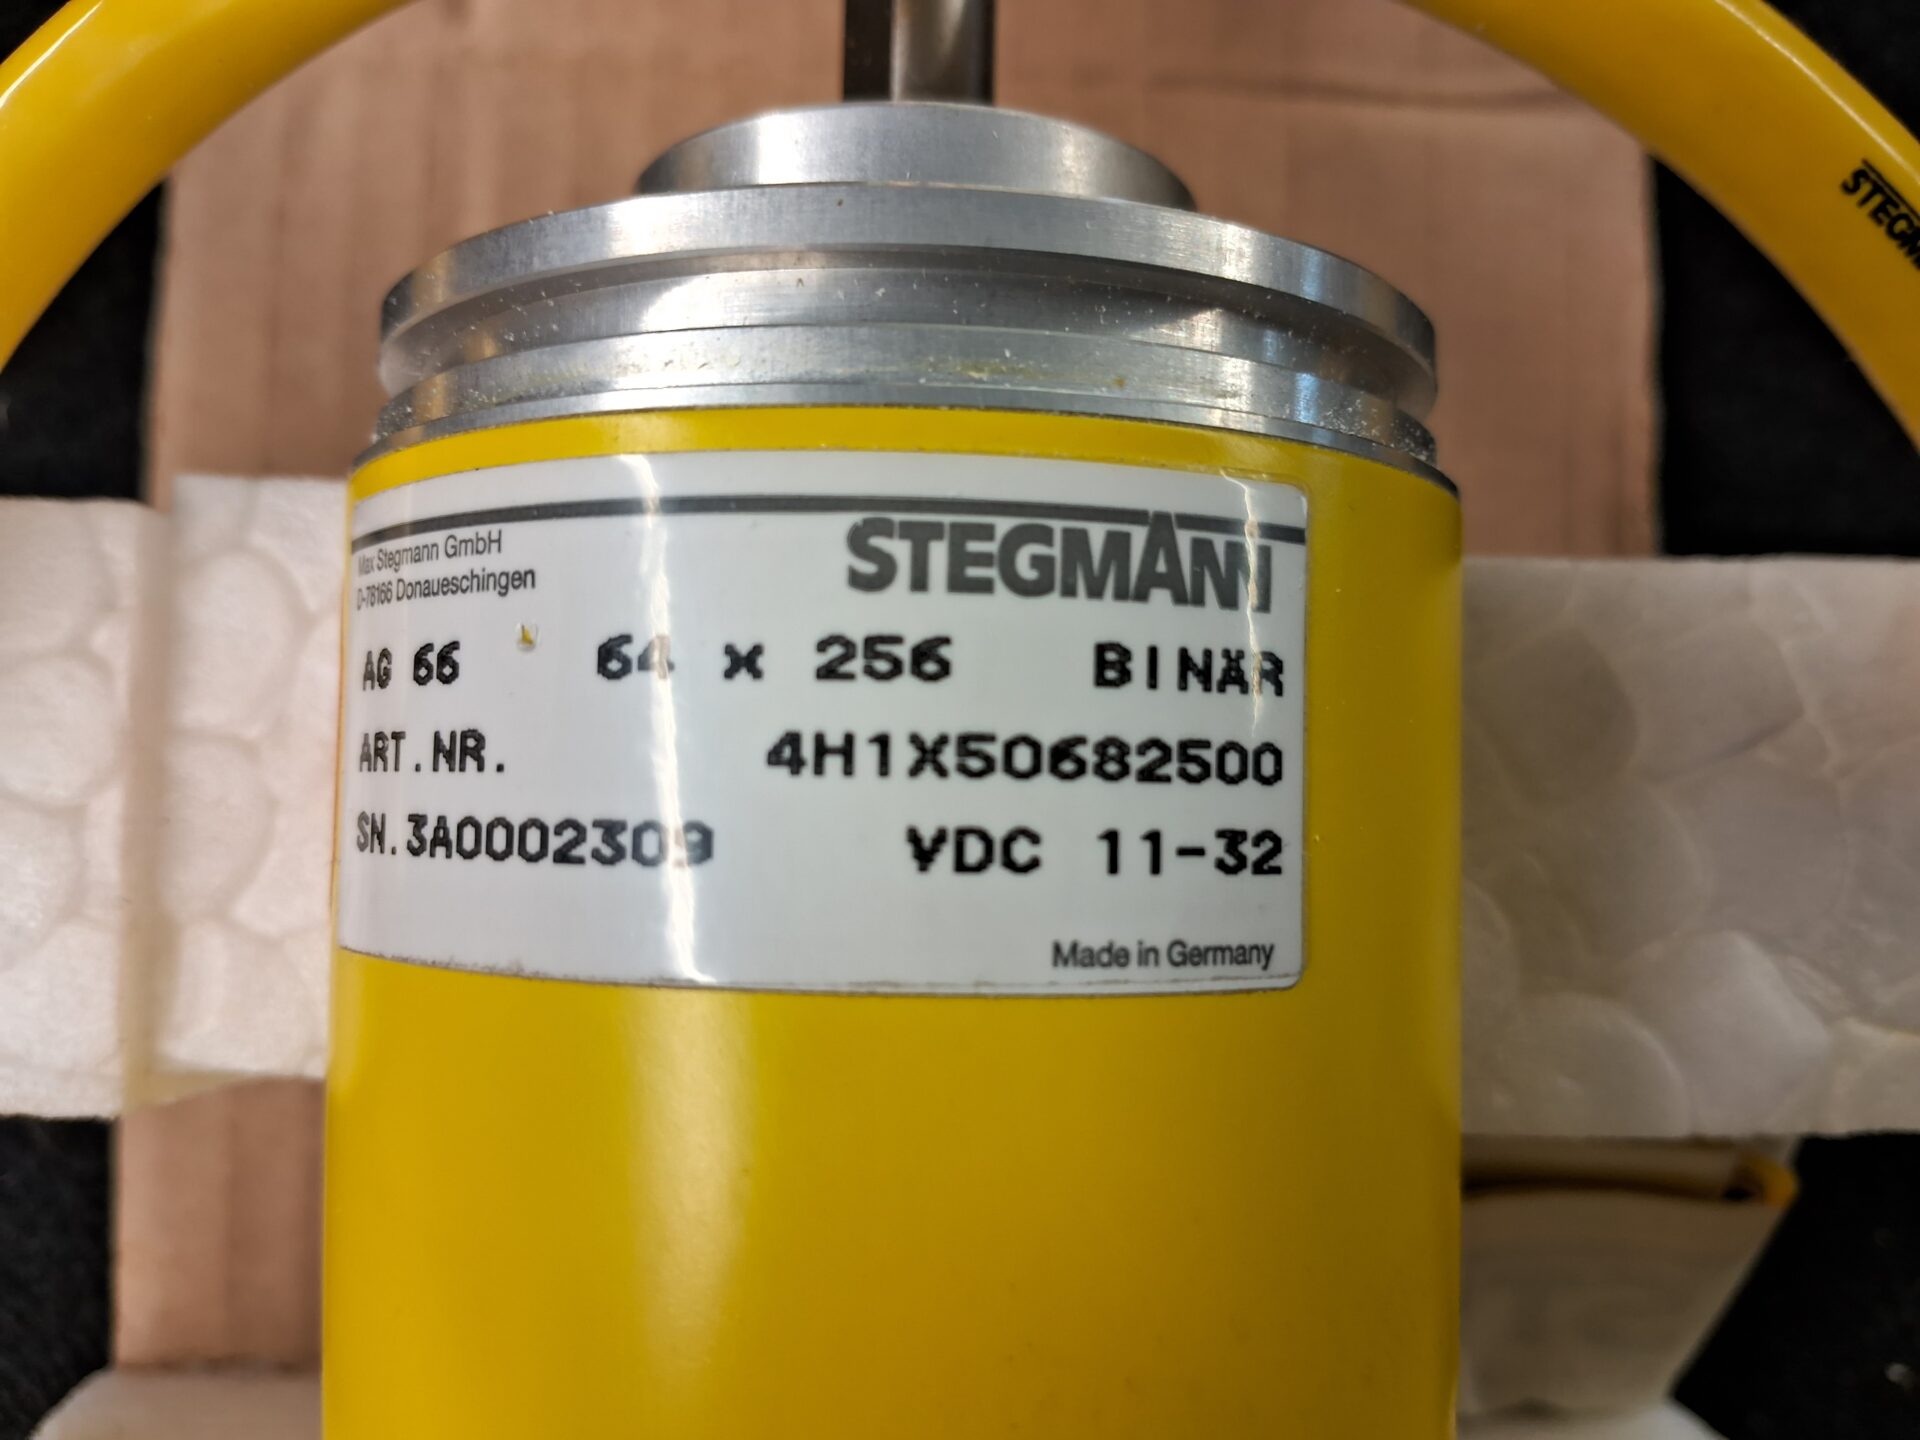 Max Stegmann GmbH
D-78166 Donaueschingen
STEGMANN
AG 66 64 x 256 BINÄR
ART.NR. 4H1X50682500
SN.3A0002309 VDC 11-32
Made in Germany